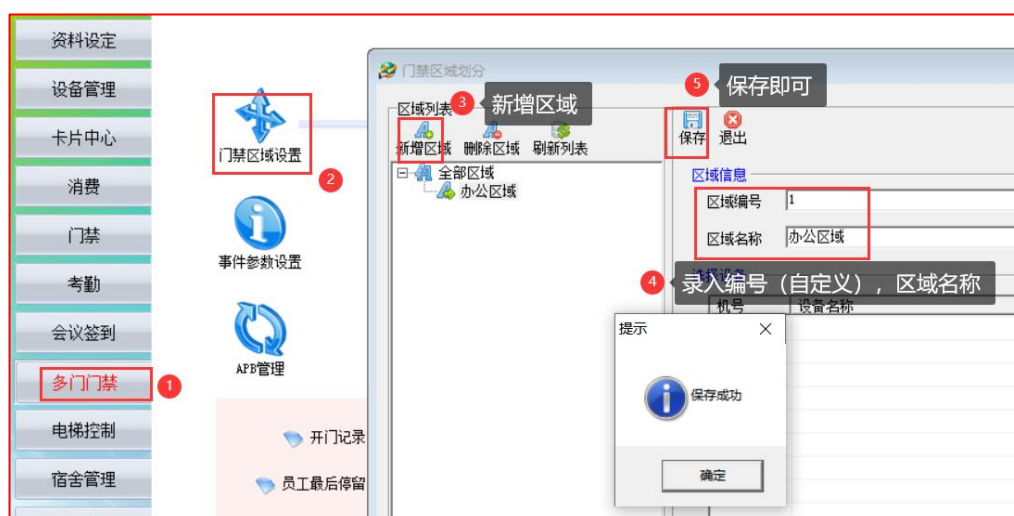 资料设定
设备管理
卡片中心
消费
门禁
考勤
会议签到
多门门禁
1
电梯控制
宿舍管理
门禁区域设置
2
事件参数设置
APB管理
开门记录
员工最后停留
门禁区域划分
区域列表
3 新增区域
5 保存即可
新增区域 删除区域 刷新列表
保存 退出
全部区域
办公区域
区域信息
区域编号 1
区域名称 办公区域
4 录入编号（自定义），区域名称
机号 设备名称
提示
保存成功
确定